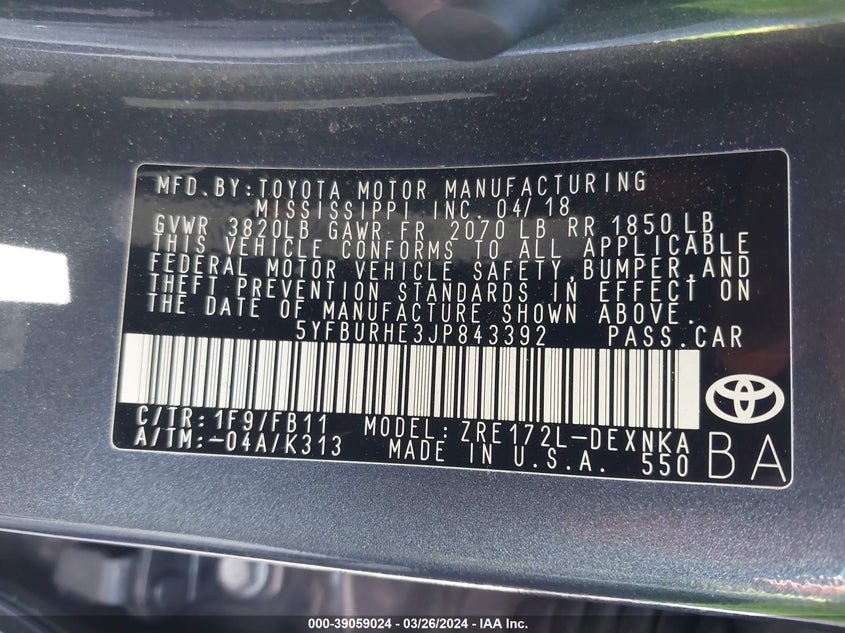 MFD. BY: TOYOTA MOTOR MANUFACTURING
MISSISSIPPI, INC. 04/18
GVWR 3820LB GAWR FR 2070 LB RR 1850 LB
THIS VEHICLE CONFORMS TO ALL APPLICABLE
FEDERAL MOTOR VEHICLE SAFETY, BUMPER, AND
THEFT PREVENTION STANDARDS IN EFFECT ON
THE DATE OF MANUFACTURE SHOWN ABOVE.
5YFBURHE3JP843392 PASS. CAR
C/TR: 1F9/FB11 MODEL: ZRE172L-DEXNKA
A/TM: -04A/K313 MADE IN U.S.A. 550
BA
000-39059024 — 03/26/2024 — IAA Inc.